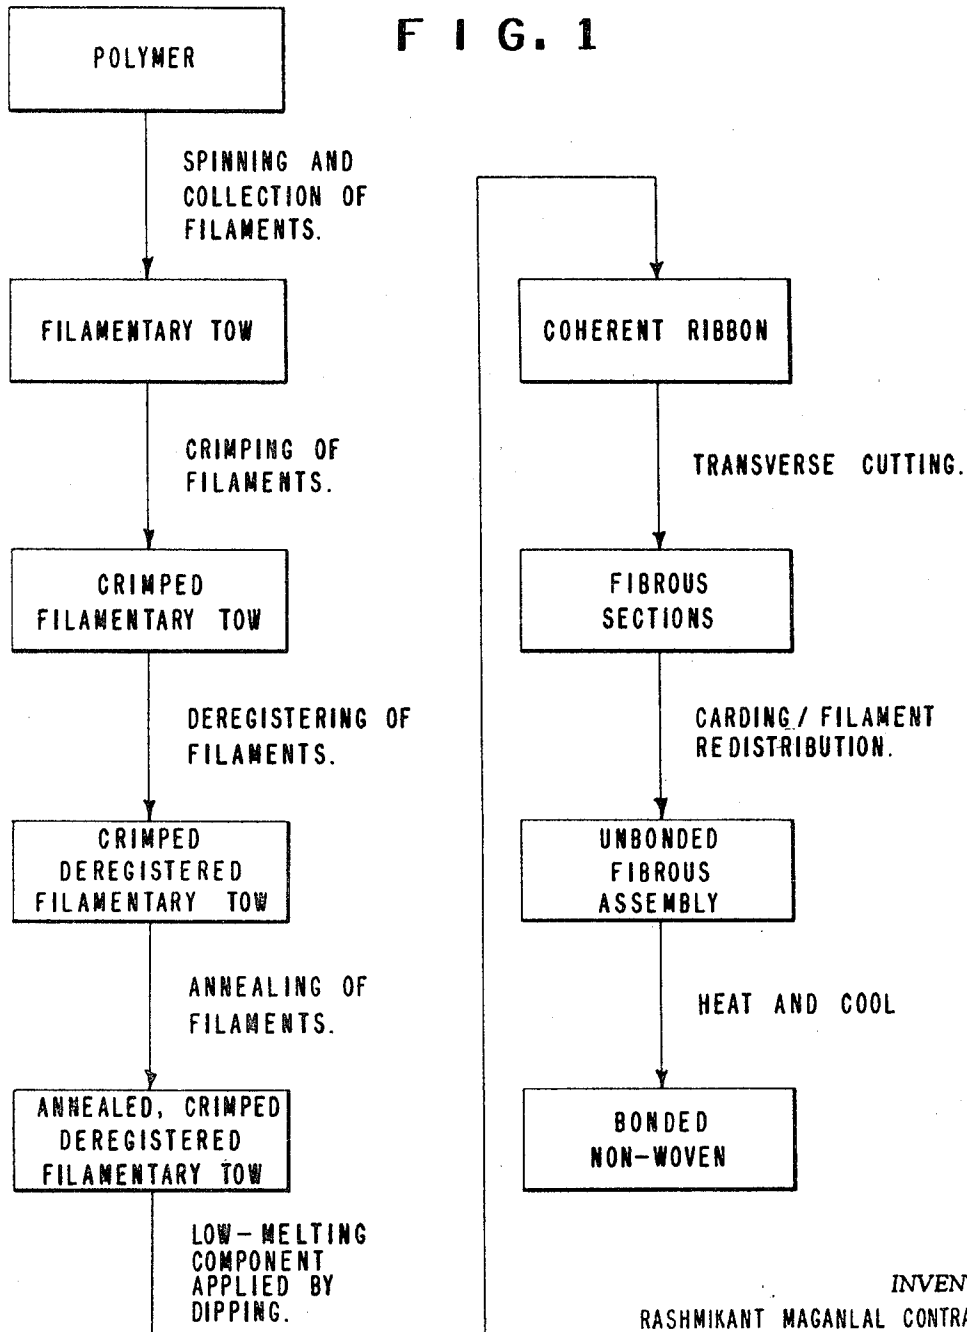 FIG. 1
POLYMER
SPINNING AND
COLLECTION OF
FILAMENTS.
FILAMENTARY TOW
CRIMPING OF
FILAMENTS.
CRIMPED
FILAMENTARY TOW
DEREGISTERING OF
FILAMENTS.
CRIMPED
DEREGISTERED
FILAMENTARY TOW
ANNEALING OF
FILAMENTS.
ANNEALED, CRIMPED
DEREGISTERED
FILAMENTARY TOW
LOW-MELTING
COMPONENT
APPLIED BY
DIPPING.
COHERENT RIBBON
TRANSVERSE CUTTING.
FIBROUS
SECTIONS
CARDING/FILAMENT
REDISTRIBUTION.
UNBONDED
FIBROUS
ASSEMBLY
HEAT AND COOL
BONDED
NON-WOVEN
RASHMIKANT MAGANLAL